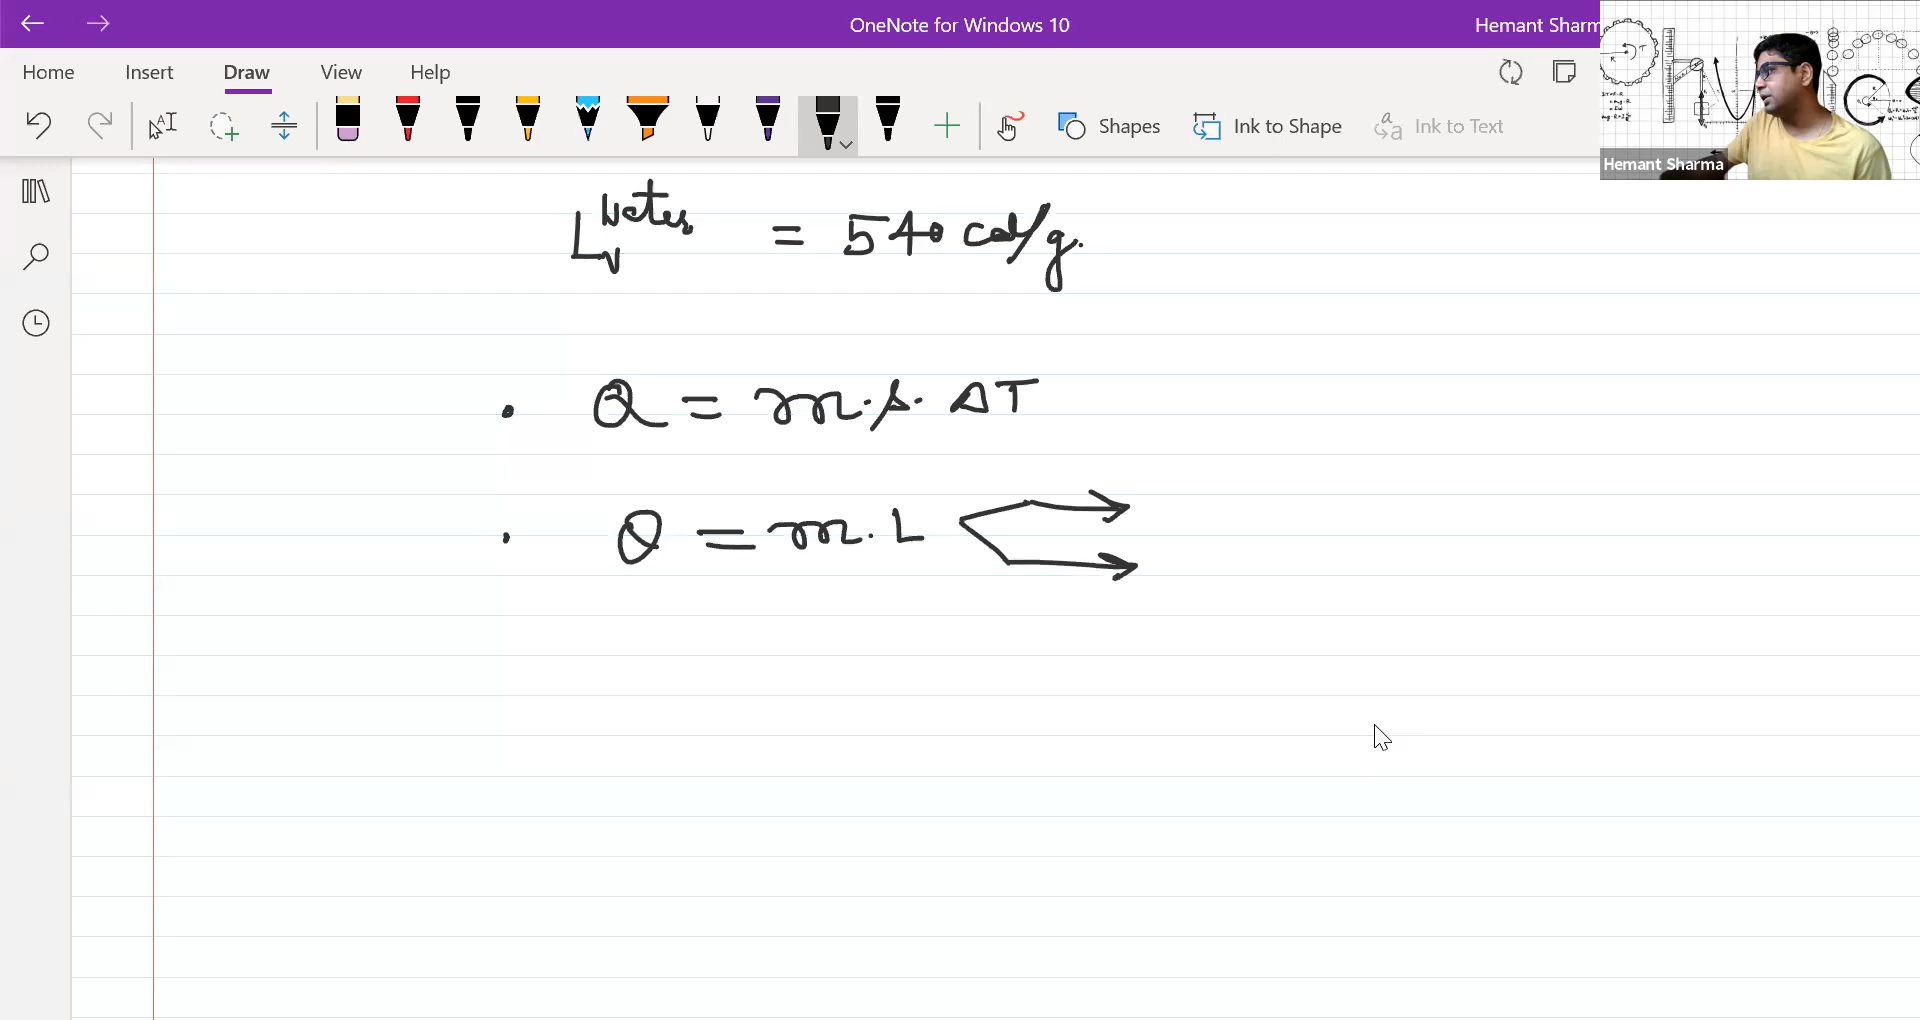 OneNote for Windows 10
Hemant Sharm
Home Insert Draw View Help
Shapes Ink to Shape Ink to Text
Hemant Sharma
L_v^Water = 540 cal/g.
• Q = m.s. ΔT
• Q = m. L